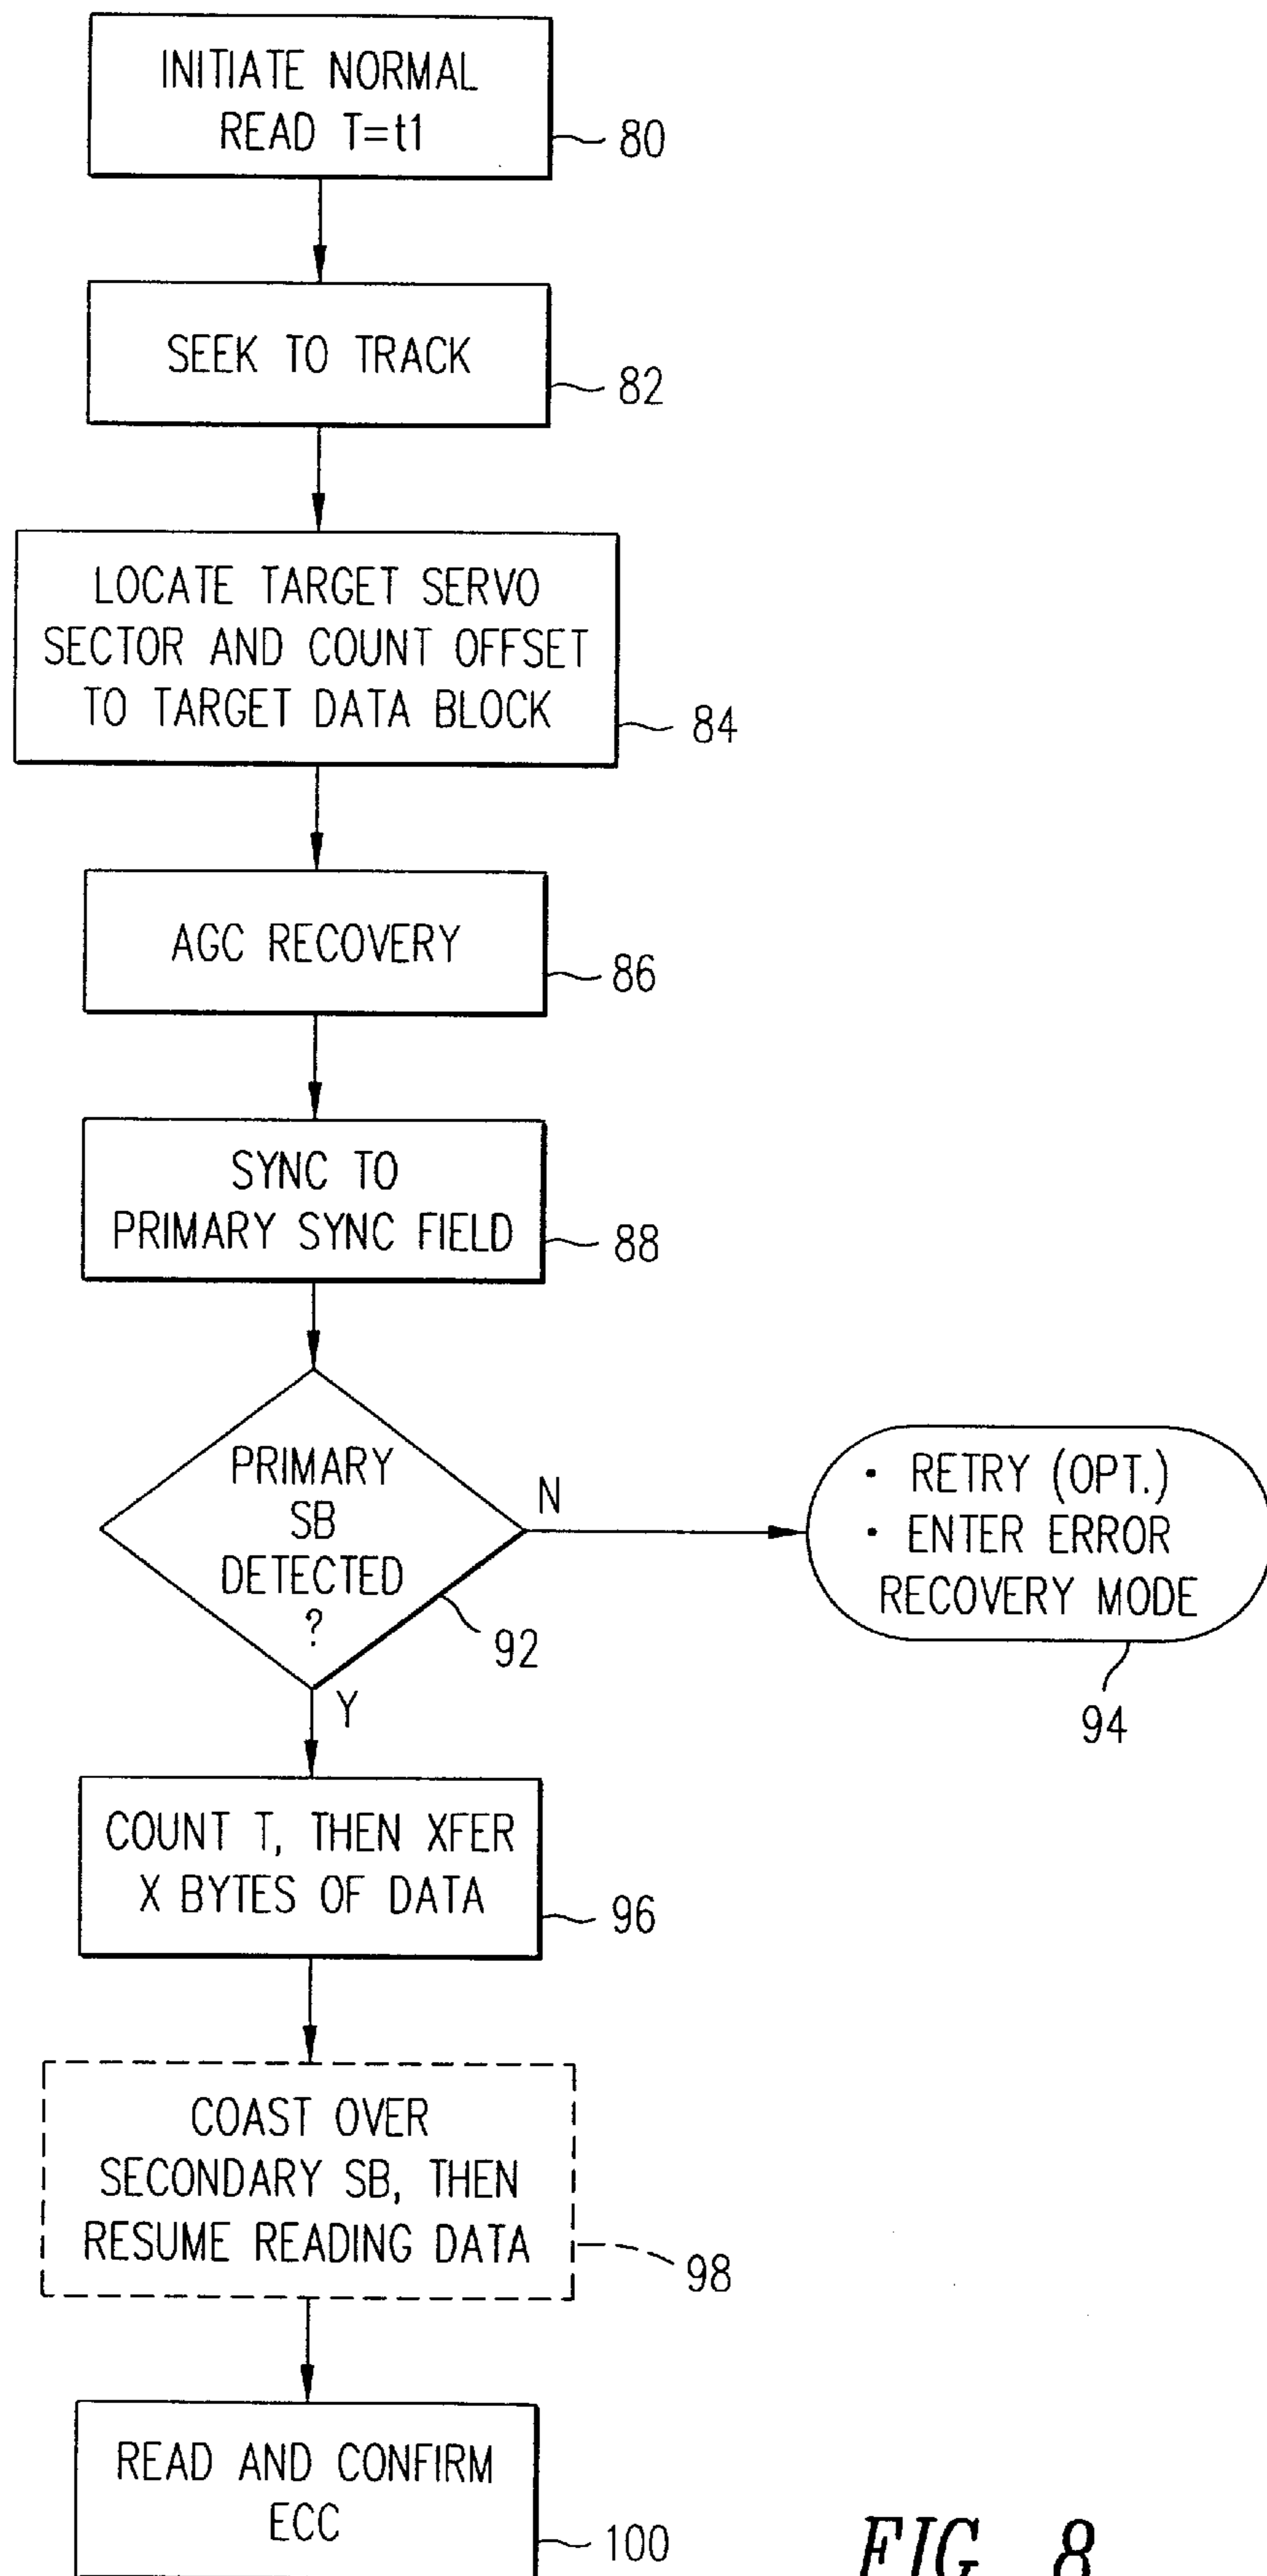 INITIATE NORMAL
READ T=t1
80
SEEK TO TRACK
82
LOCATE TARGET SERVO
SECTOR AND COUNT OFFSET
TO TARGET DATA BLOCK
84
AGC RECOVERY
86
SYNC TO
PRIMARY SYNC FIELD
88
PRIMARY
SB
DETECTED
?
92
N
• RETRY (OPT.)
• ENTER ERROR
RECOVERY MODE
94
Y
COUNT T, THEN XFER
X BYTES OF DATA
96
COAST OVER
SECONDARY SB, THEN
RESUME READING DATA
98
READ AND CONFIRM
ECC
100
FIG. 8